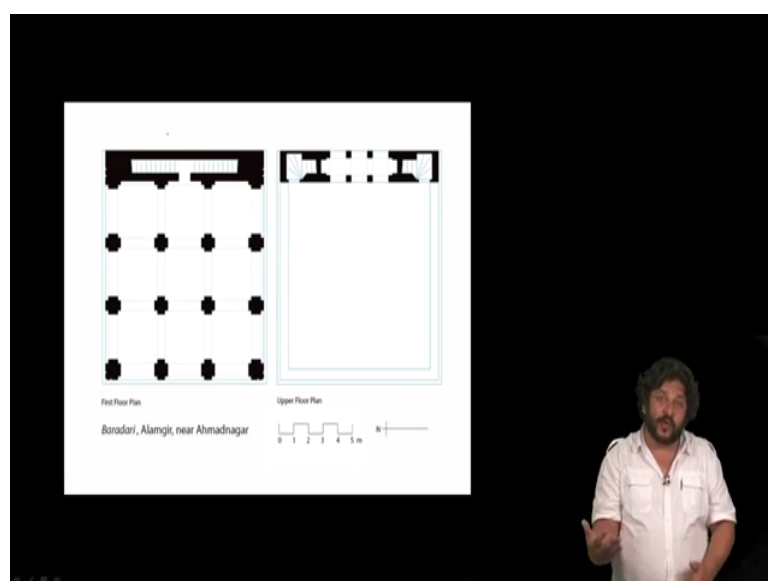 First Floor Plan
Upper Floor Plan
Baradari, Alamgir, near Ahmadnagar
0 1 2 3 4 5 m
N